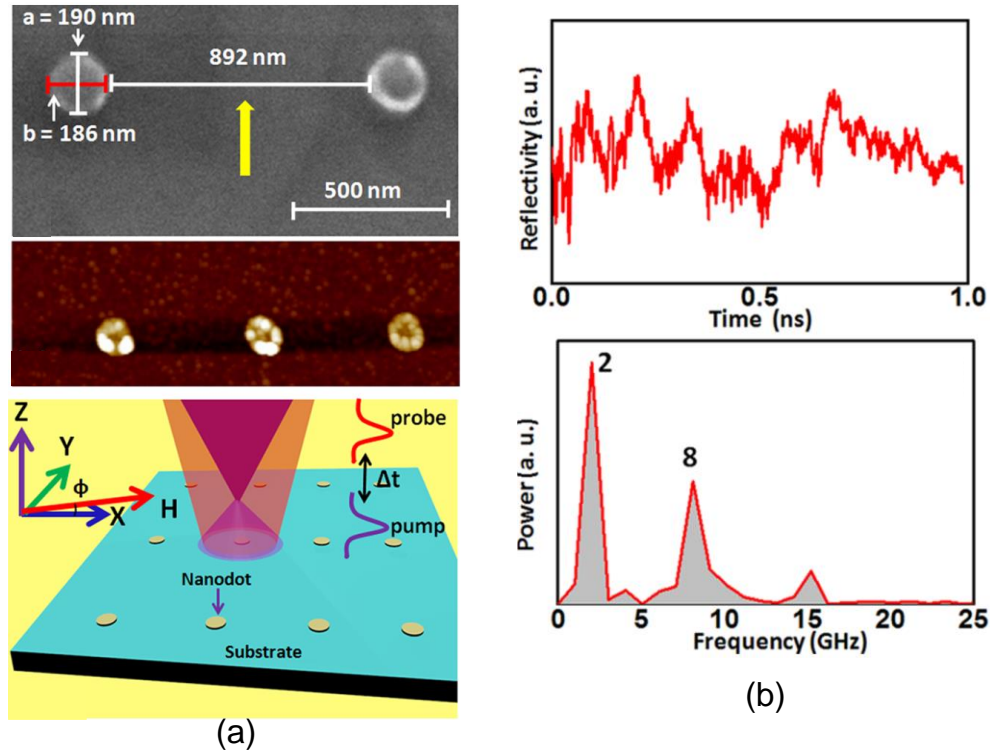 a = 190 nm
892 nm
b = 186 nm
500 nm
Z
Y
ϕ
X
H
probe
Δt
pump
Nanodot
Substrate
(a)
Reflectivity (a. u.)
0.0
0.5
1.0
Time (ns)
2
8
Power (a. u.)
0
5
10
15
20
25
Frequency (GHz)
(b)